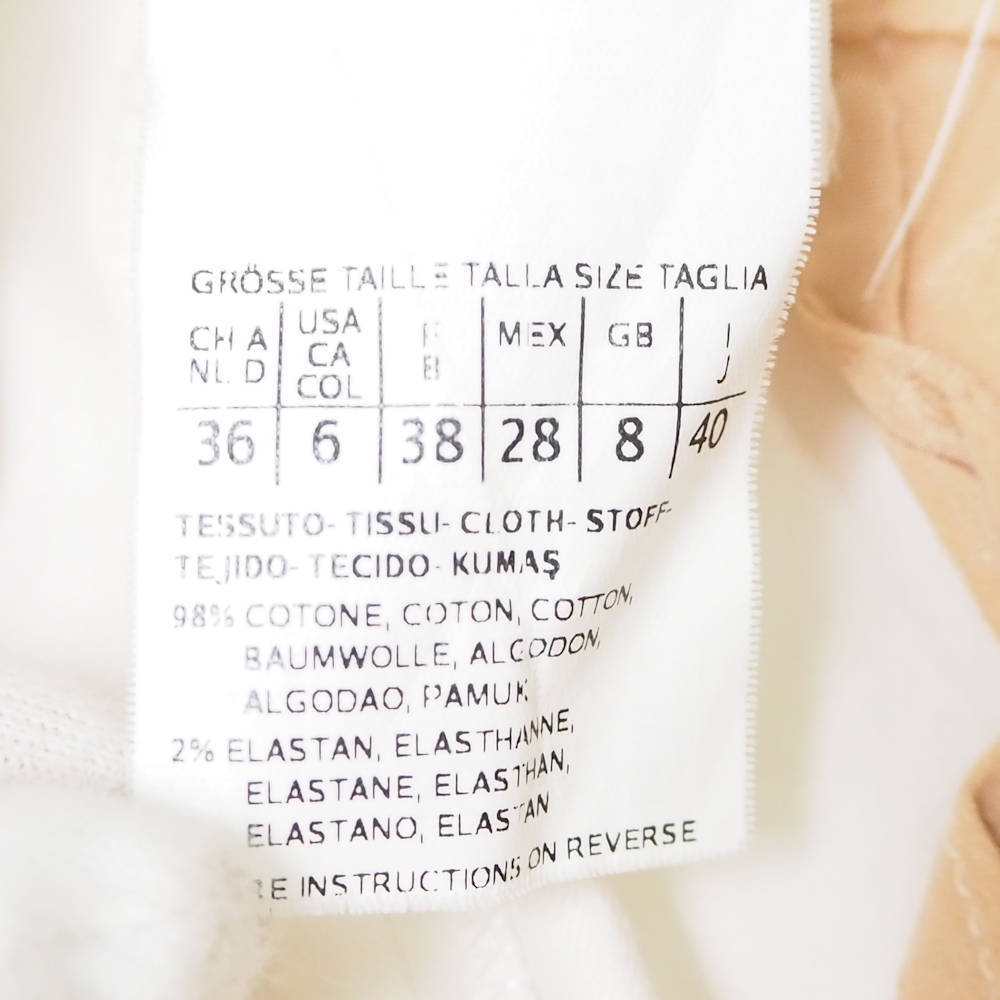 GRÖSSE TAILLE TALLA SIZE TAGLIA
CH A NL D | USA CA COL | F B | MEX | GB | I J
36 | 6 | 38 | 28 | 8 | 40
TESSUTO- TISSU- CLOTH- STOFF-
TEJIDO- TECIDO- KUMAŞ
98% COTONE, COTON, COTTON,
BAUMWOLLE, ALGODON,
ALGODAO, PAMUK
2% ELASTAN, ELASTHANNE,
ELASTANE, ELASTHAN,
ELASTANO, ELASTAN
INSTRUCTIONS ON REVERSE